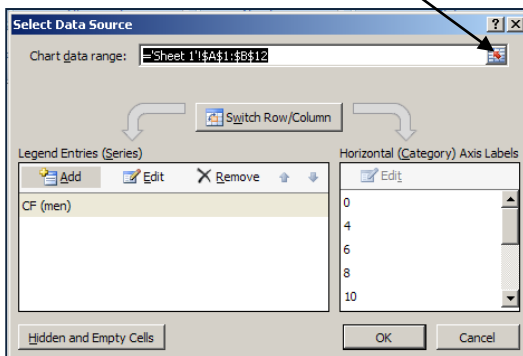 Select Data Source
Chart data range: ='Sheet 1'!$A$1:$B$12
Switch Row/Column
Legend Entries (Series)
Add Edit Remove
CF (men)
Horizontal (Category) Axis Labels
Edit
0
4
6
8
10
Hidden and Empty Cells
OK Cancel